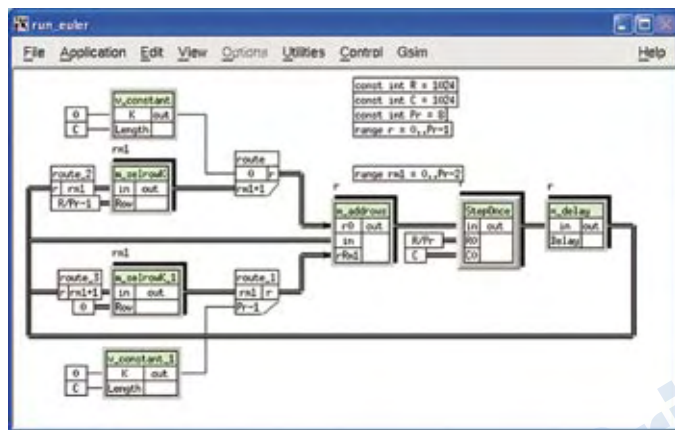 run_euler
File Application Edit View Options Utilities Control Gsim Help
const int R = 1024
const int C = 1024
const int Pr = 8
range r = 0,,Pr-1
range rm1 = 0,,Pr-2
v_constant
0 K out
C Length
rm1
route_2
m_selrowK
r rm1 in out
R/Pr-1 Row
route
0 r
rm1+1
r
m_addrows
r0 out
in
rRm1
r
StepOnce
in out
R/Pr R0
C C0
r
m_delay
in out
Delay
rm1
route_3
m_selrowK_1
r rm1+1 in out
0 Row
route_1
rm1 r
Pr-1
v_constant_1
0 K out
C Length